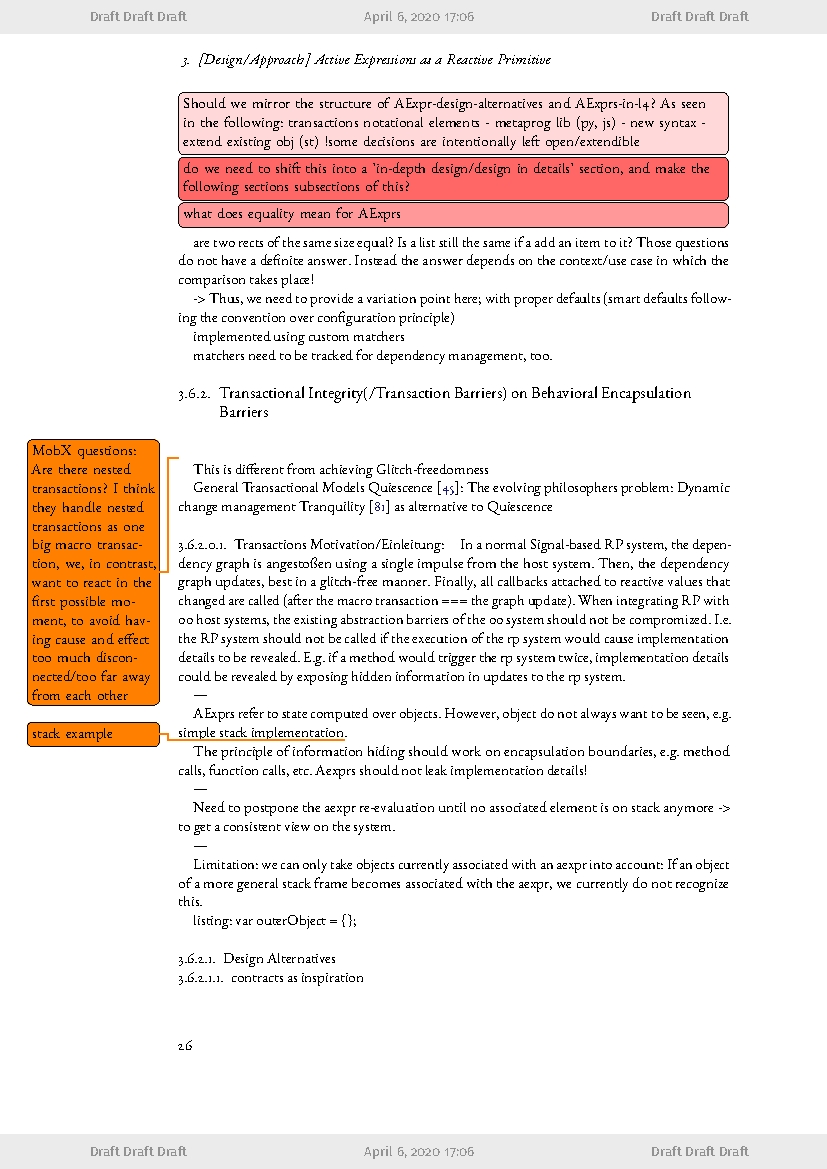 Draft Draft Draft April 6, 2020 17:06 Draft Draft Draft
3. [Design/Approach] Active Expressions as a Reactive Primitive
Should we mirror the structure of AExpr-design-alternatives and AExprs-in-l4? As seen
in the following: transactions notational elements - metaprog lib (py, js) - new syntax -
extend existing obj (st) !some decisions are intentionally left open/extendible
do we need to shift this into a 'in-depth design/design in details' section, and make the
following sections subsections of this?
what does equality mean for AExprs
are two rects of the same size equal? Is a list still the same if a add an item to it? Those questions
do not have a definite answer. Instead the answer depends on the context/use case in which the
comparison takes place!
-> Thus, we need to provide a variation point here; with proper defaults (smart defaults follow-
ing the convention over configuration principle)
implemented using custom matchers
matchers need to be tracked for dependency management, too.
3.6.2. Transactional Integrity(/Transaction Barriers) on Behavioral Encapsulation
Barriers
MobX questions:
Are there nested
transactions? I think
they handle nested
transactions as one
big macro transac-
tion, we, in contrast,
want to react in the
first possible mo-
ment, to avoid hav-
ing cause and effect
too much discon-
nected/too far away
from each other
This is different from achieving Glitch-freedomness
General Transactional Models Quiescence [45]: The evolving philosophers problem: Dynamic
change management Tranquility [81] as alternative to Quiescence
3.6.2.0.1. Transactions Motivation/Einleitung: In a normal Signal-based RP system, the depen-
dency graph is angestoßen using a single impulse from the host system. Then, the dependency
graph updates, best in a glitch-free manner. Finally, all callbacks attached to reactive values that
changed are called (after the macro transaction === the graph update). When integrating RP with
oo host systems, the existing abstraction barriers of the oo system should not be compromized. I.e.
the RP system should not be called if the execution of the rp system would cause implementation
details to be revealed. E.g. if a method would trigger the rp system twice, implementation details
could be revealed by exposing hidden information in updates to the rp system.
—
AExprs refer to state computed over objects. However, object do not always want to be seen, e.g.
stack example
simple stack implementation.
The principle of information hiding should work on encapsulation boundaries, e.g. method
calls, function calls, etc. Aexprs should not leak implementation details!
—
Need to postpone the aexpr re-evaluation until no associated element is on stack anymore ->
to get a consistent view on the system.
—
Limitation: we can only take objects currently associated with an aexpr into account: If an object
of a more general stack frame becomes associated with the aexpr, we currently do not recognize
this.
listing: var outerObject = {};
3.6.2.1. Design Alternatives
3.6.2.1.1. contracts as inspiration
26
Draft Draft Draft April 6, 2020 17:06 Draft Draft Draft